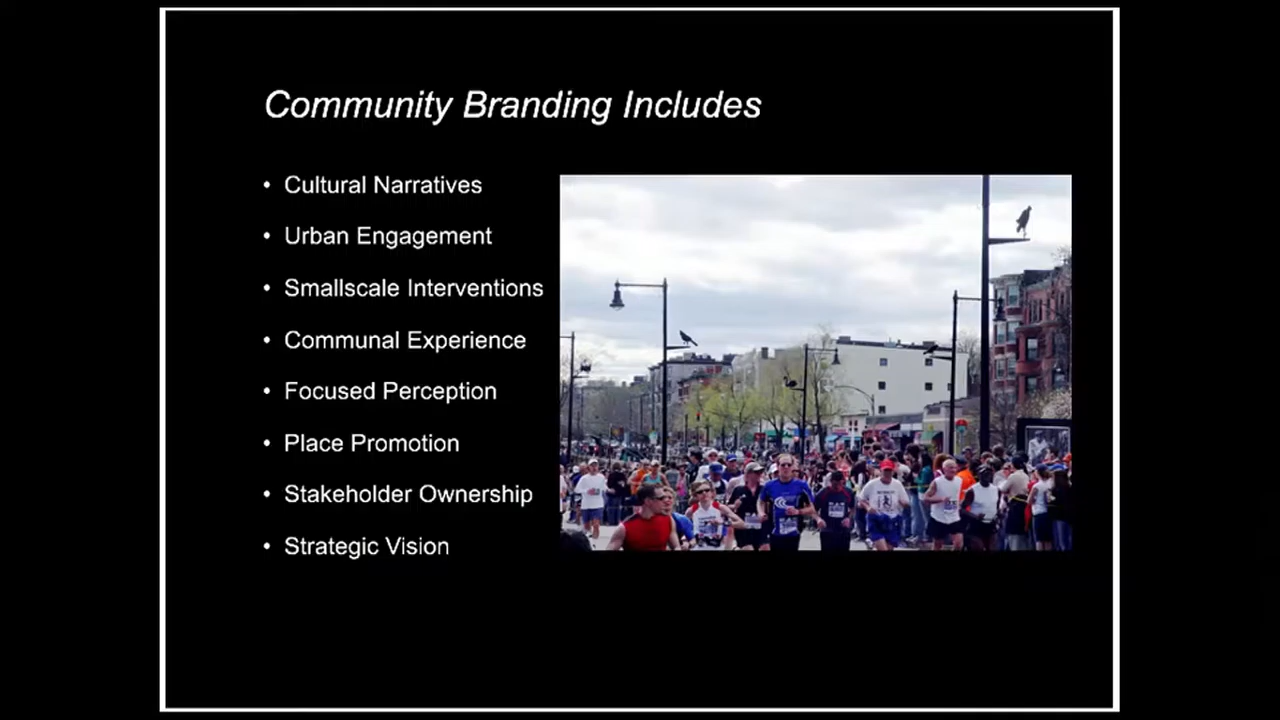 Community Branding Includes
• Cultural Narratives
• Urban Engagement
• Smallscale Interventions
• Communal Experience
• Focused Perception
• Place Promotion
• Stakeholder Ownership
• Strategic Vision